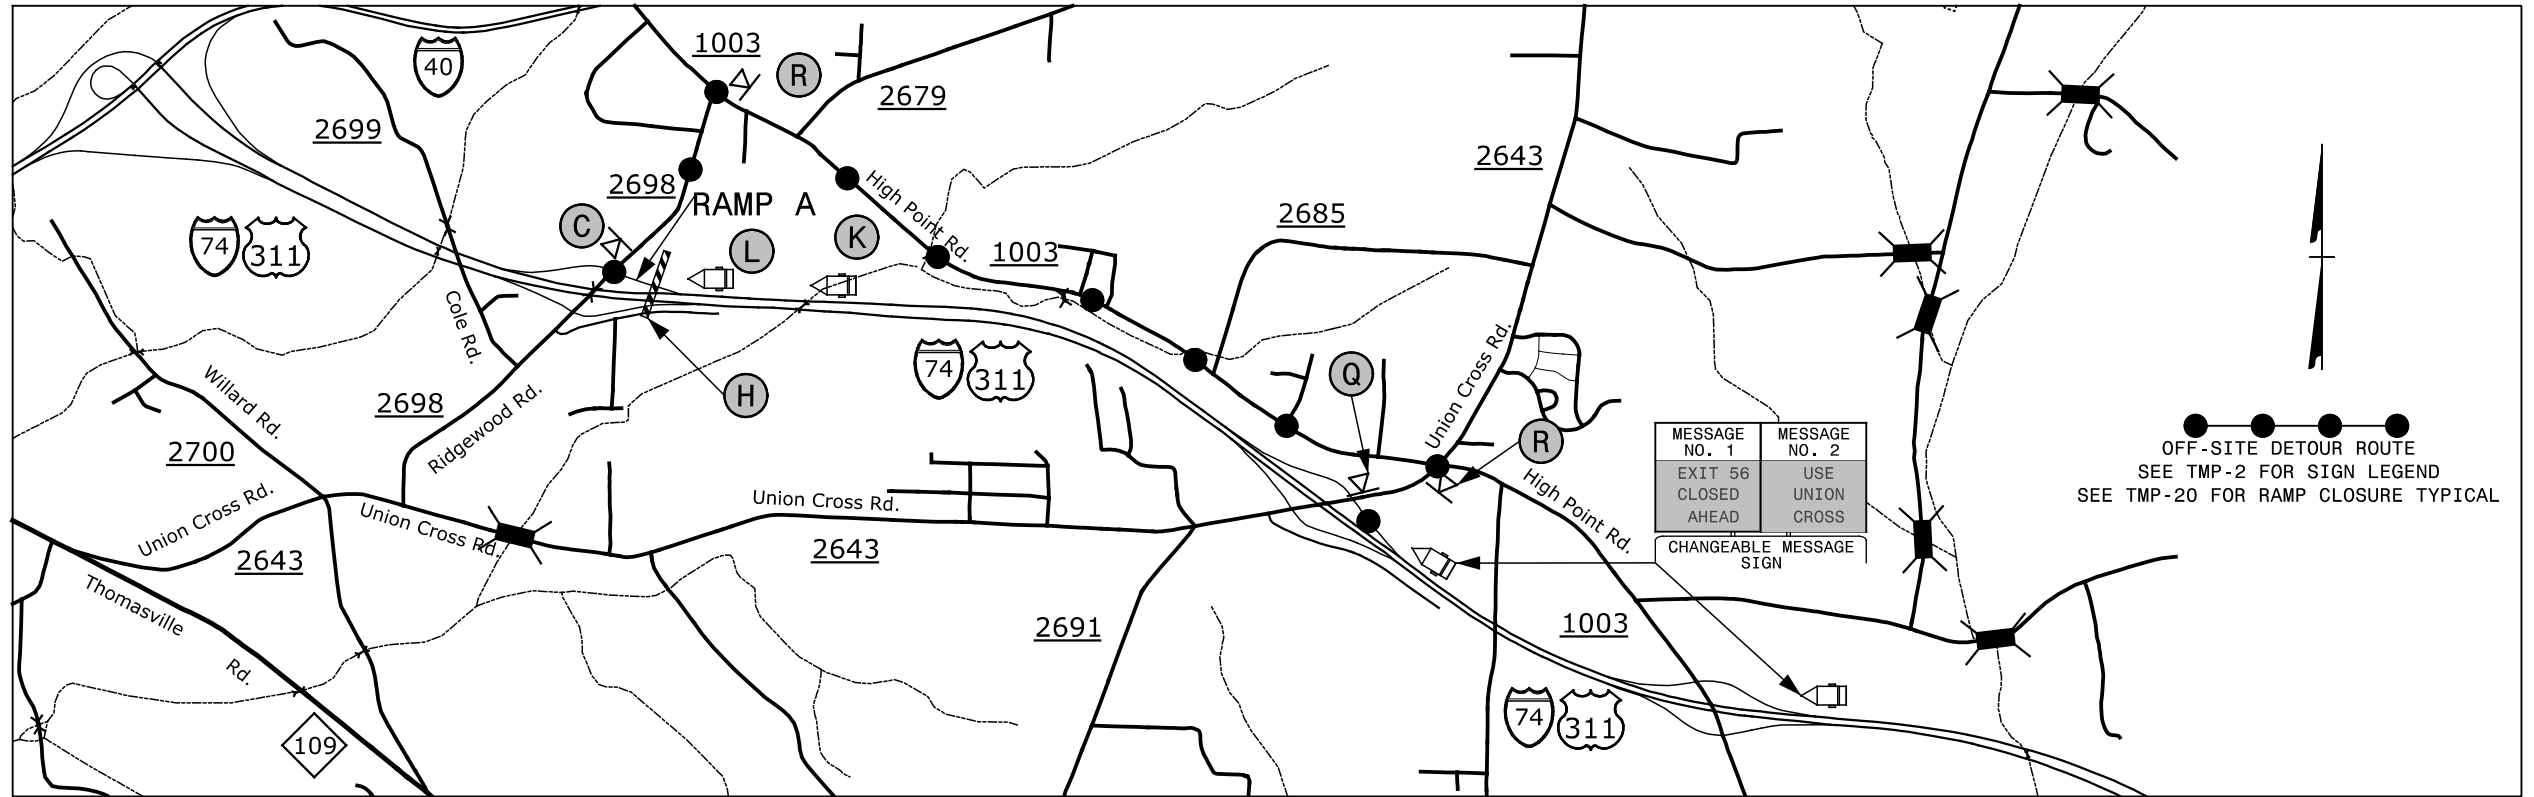 1003
R
40
2679
2699
2643
2698
RAMP A
High Point Rd.
C
K
L
2685
74
311
1003
Cole Rd.
Union Cross Rd.
74
311
Q
H
Willard Rd.
2698
Ridgewood Rd.
R
MESSAGE NO. 1
MESSAGE NO. 2
EXIT 56
CLOSED
AHEAD
USE
UNION
CROSS
CHANGEABLE MESSAGE
SIGN
OFF-SITE DETOUR ROUTE
SEE TMP-2 FOR SIGN LEGEND
SEE TMP-20 FOR RAMP CLOSURE TYPICAL
2700
Union Cross Rd.
Union Cross Rd.
Union Cross Rd.
High Point Rd.
2643
2643
Thomasville
Rd.
2691
1003
74
311
109